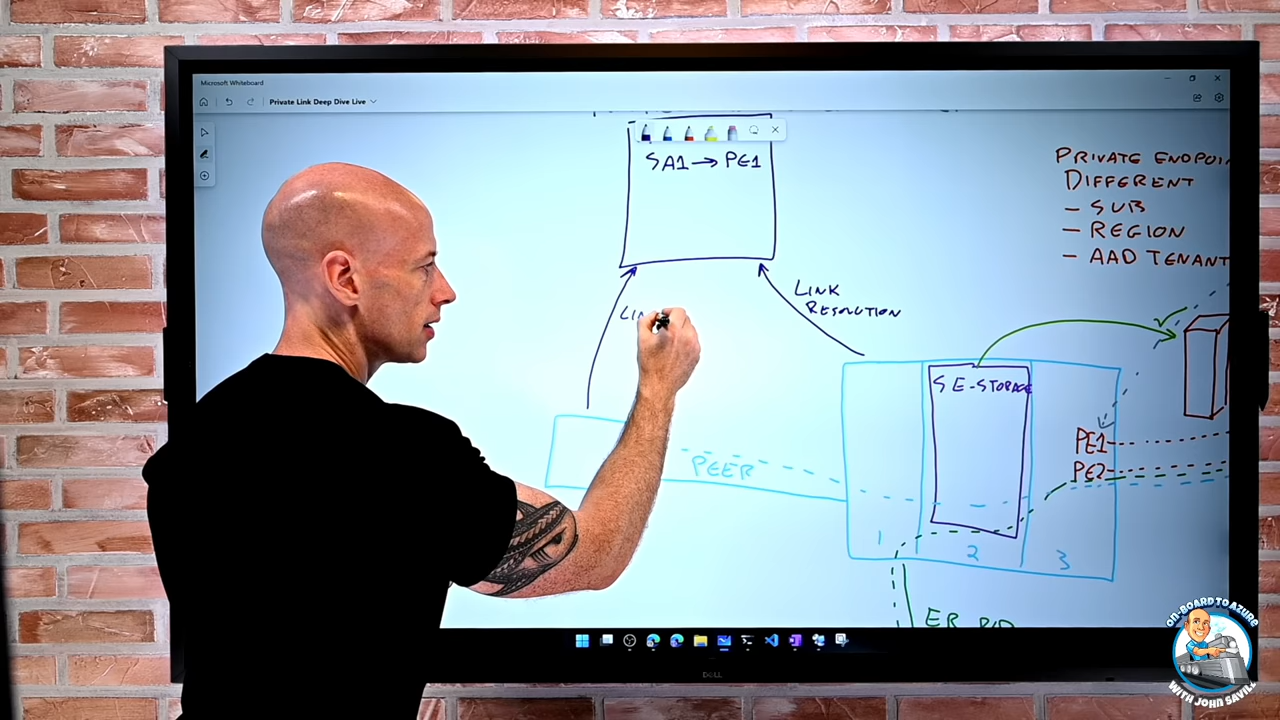 Microsoft Whiteboard
Private Link Deep Dive Live
SA1 → PE1
PRIVATE ENDPOI
DIFFERENT
- SUB
- REGION
- AAD TENANT
LINK
RESOLUTION
SE-STORAGE
PE1
PE2
PEER
1
2
3
DELL
ON-BOARD TO AZURE
WITH JOHN SAVILL